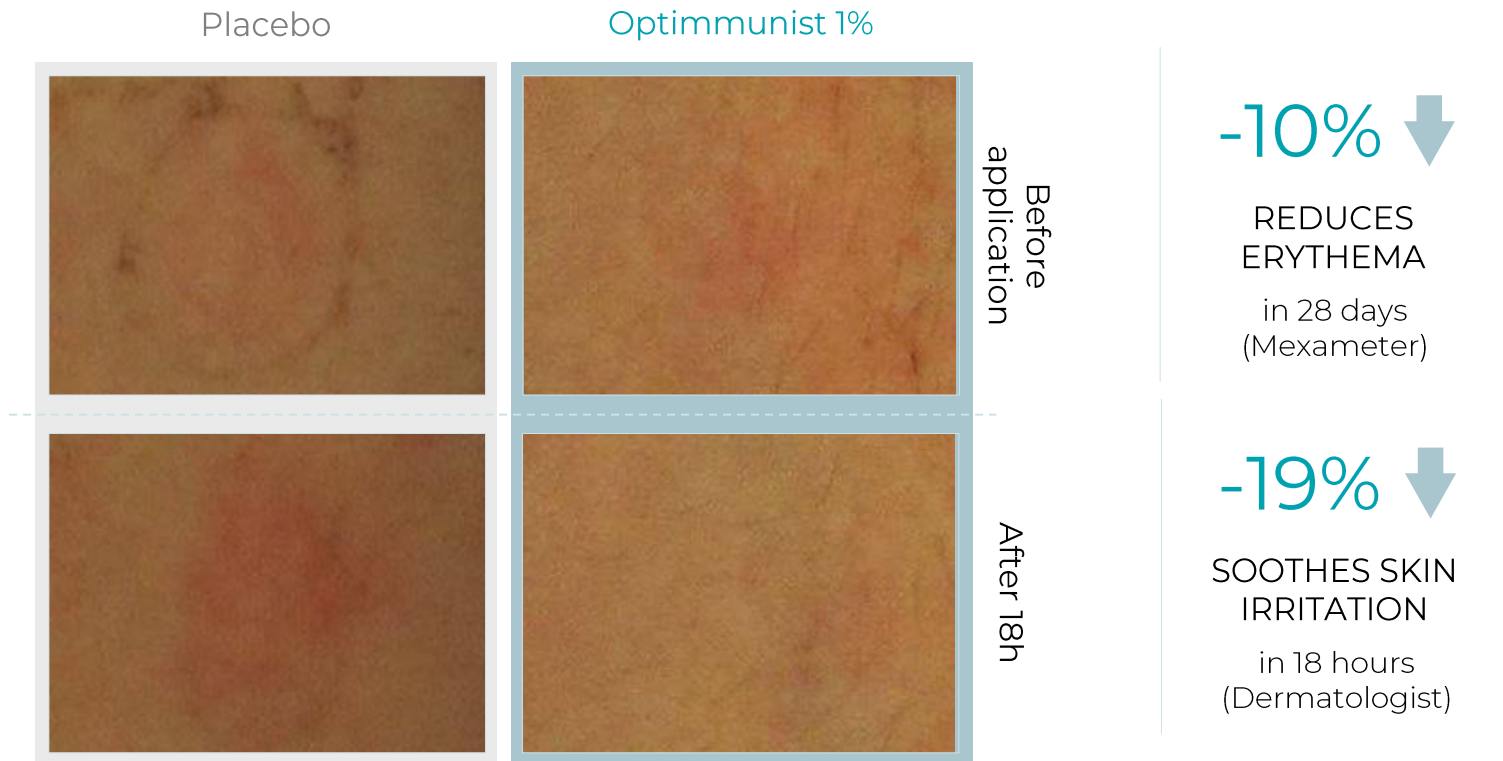 Placebo
Optimmunist 1%
Before
application
After 18h
-10%
REDUCES
ERYTHEMA
in 28 days
(Mexameter)
-19%
SOOTHES SKIN
IRRITATION
in 18 hours
(Dermatologist)